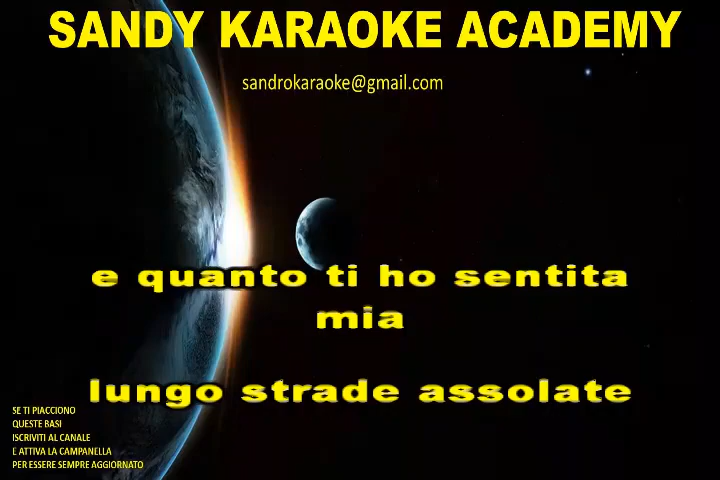 SANDY KARAOKE ACADEMY
sandrokaraoke@gmail.com
e quanto ti ho sentita
mia
lungo strade assolate
SE TI PIACCIONO
QUESTE BASI
ISCRIVITI AL CANALE
E ATTIVA LA CAMPANELLA
PER ESSERE SEMPRE AGGIORNATO